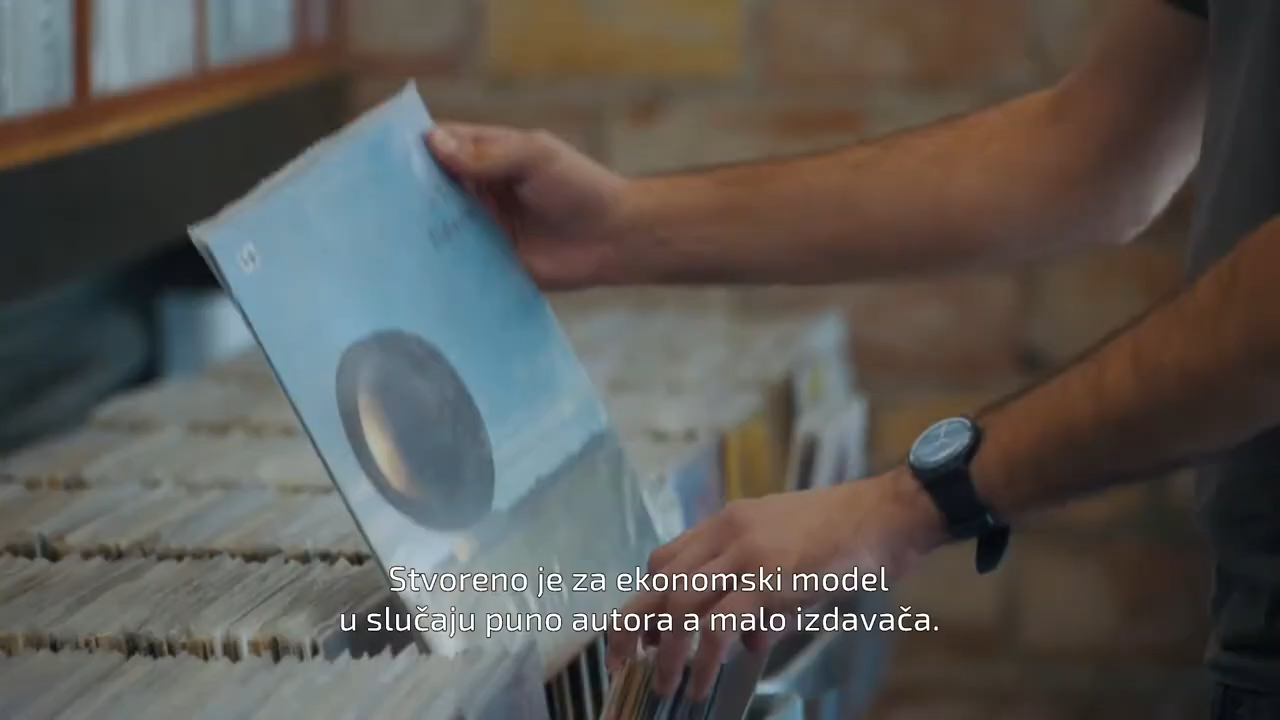 Stvoreno je za ekonomski model
u slučaju puno autora a malo izdavača.